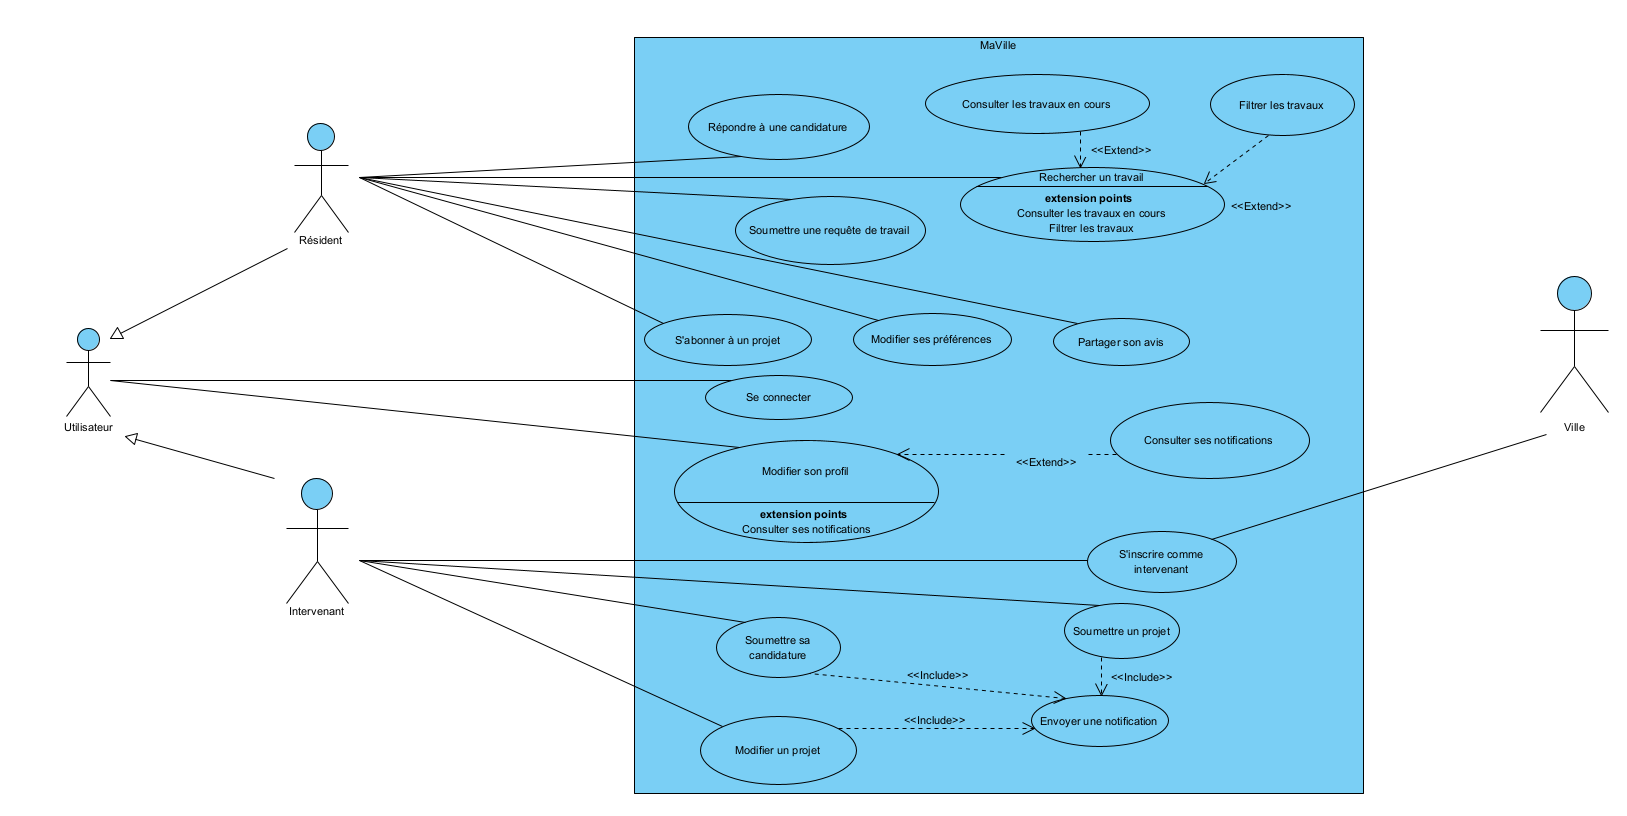 MaVille
Consulter les travaux en cours
Filtrer les travaux
Répondre à une candidature
<<Extend>>
Rechercher un travail
extension points
Consulter les travaux en cours
Filtrer les travaux
<<Extend>>
Soumettre une requête de travail
Résident
S'abonner à un projet
Modifier ses préférences
Partager son avis
Se connecter
Utilisateur
Ville
Consulter ses notifications
<<Extend>>
Modifier son profil
extension points
Consulter ses notifications
S'inscrire comme
intervenant
Intervenant
Soumettre un projet
Soumettre sa
candidature
<<Include>>
<<Include>>
<<Include>>
Envoyer une notification
Modifier un projet